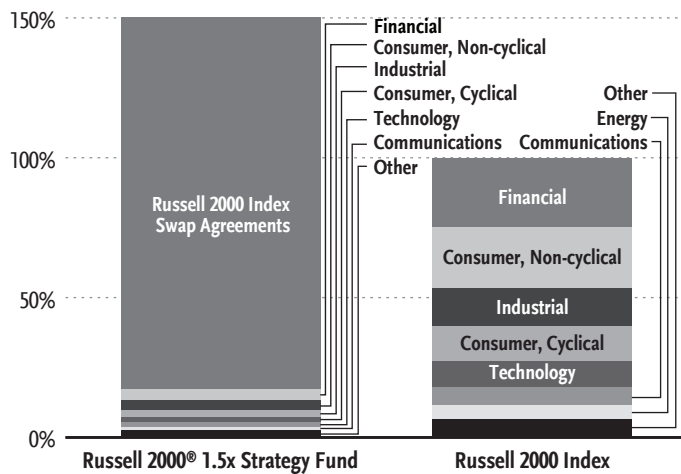 150%
100%
50%
0%
Russell 2000 Index
Swap Agreements
Financial
Consumer, Non-cyclical
Industrial
Consumer, Cyclical
Technology
Communications
Other
Other
Energy
Communications
Financial
Consumer, Non-cyclical
Industrial
Consumer, Cyclical
Technology
Russell 2000® 1.5x Strategy Fund
Russell 2000 Index